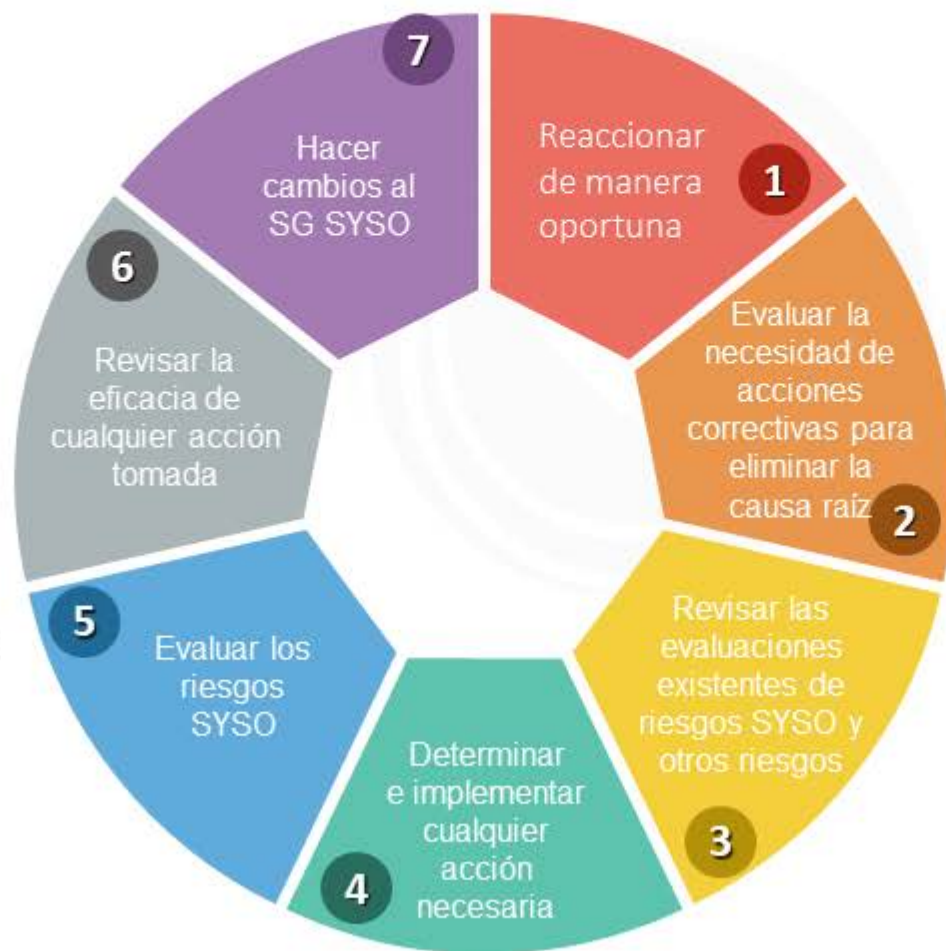 1
Reaccionar
de manera
oportuna
2
Evaluar la
necesidad de
acciones
correctivas para
eliminar la
causa raíz
3
Revisar las
evaluaciones
existentes de
riesgos SYSO y
otros riesgos
4
Determinar
e implementar
cualquier
acción
necesaria
5
Evaluar los
riesgos
SYSO
6
Revisar la
eficacia de
cualquier acción
tomada
7
Hacer
cambios al
SG SYSO